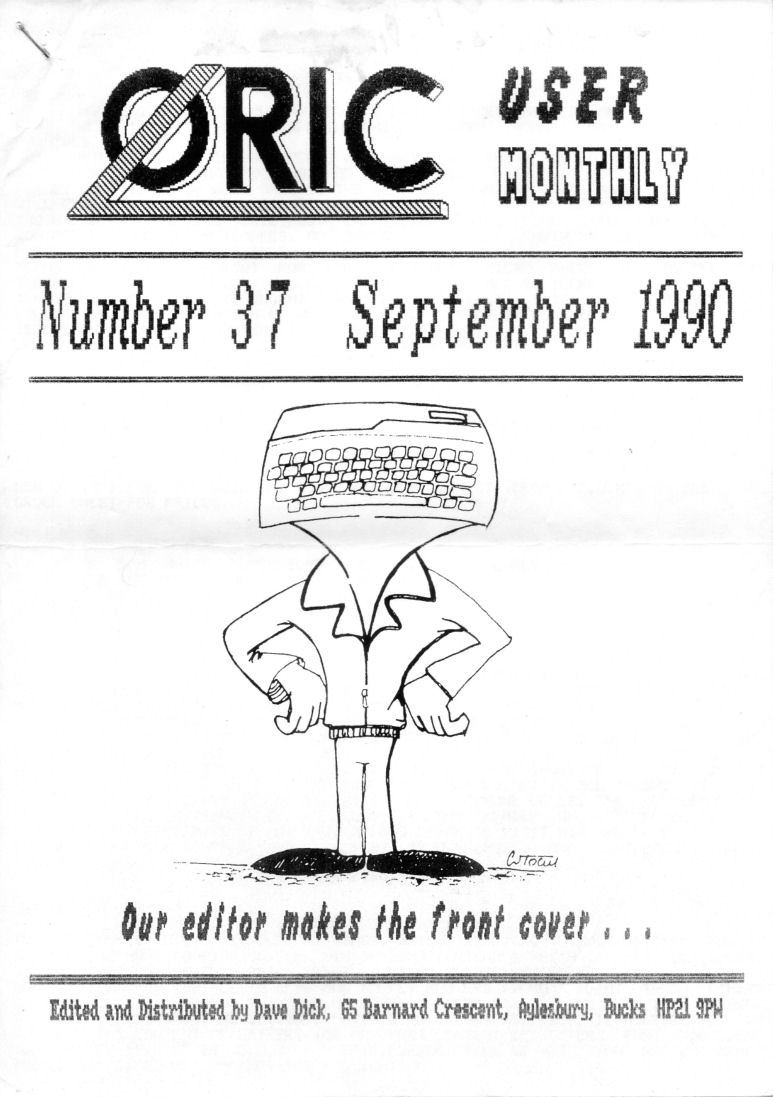 ORIC USER
MONTHLY
Number 37 September 1990
Our editor makes the front cover . . .
Edited and Distributed by Dave Dick, 65 Barnard Crescent, Aylesbury, Bucks HP21 9PW